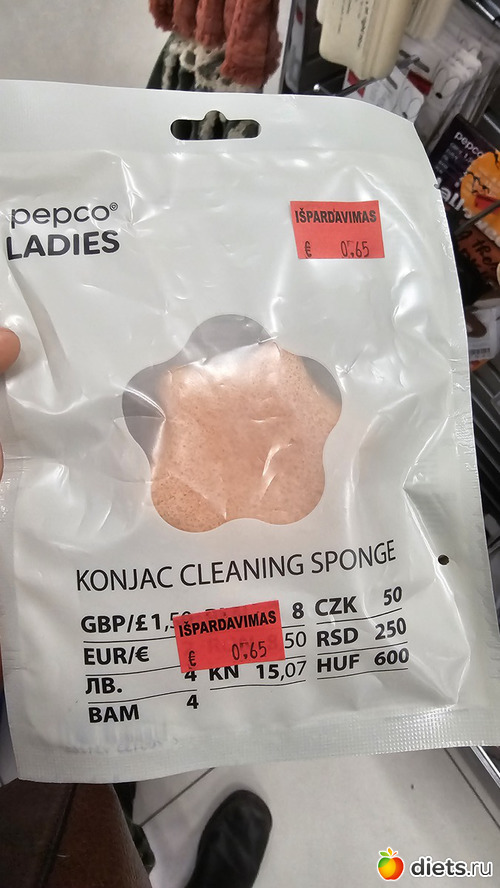 pepco®
LADIES
IŠPARDAVIMAS
€ 0,65
KONJAC CLEANING SPONGE
GBP/£ 1,5 8 CZK 50
IŠPARDAVIMAS
EUR/€ 50 RSD 250
€ 0,65
ЛВ. 4 KN 15,07 HUF 600
BAM 4
pepco
diets.ru